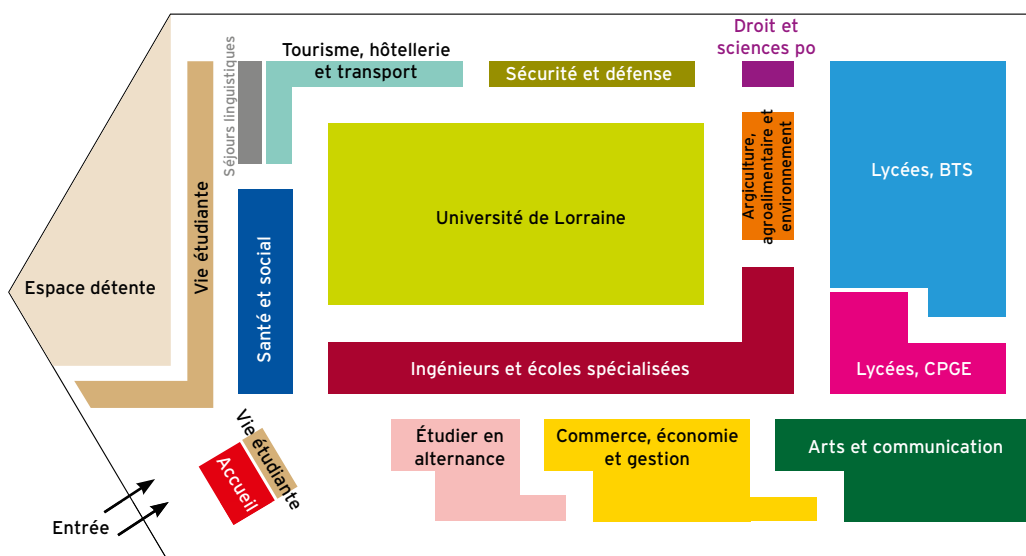 Droit et
sciences po
Tourisme, hôtellerie
et transport
Séjours linguistiques
Sécurité et défense
Argiculture,
agroalimentaire et
environnement
Lycées, BTS
Vie étudiante
Université de Lorraine
Espace détente
Santé et social
Ingénieurs et écoles spécialisées
Lycées, CPGE
Étudier en
alternance
Commerce, économie
et gestion
Arts et communication
Vie étudiante
Accueil
Entrée